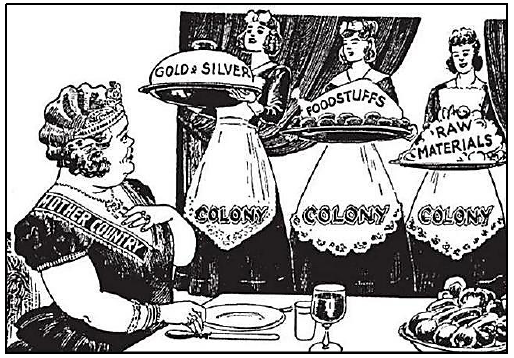 GOLD & SILVER
FOODSTUFFS
RAW
MATERIALS
MOTHER COUNTRY
COLONY
COLONY
COLONY